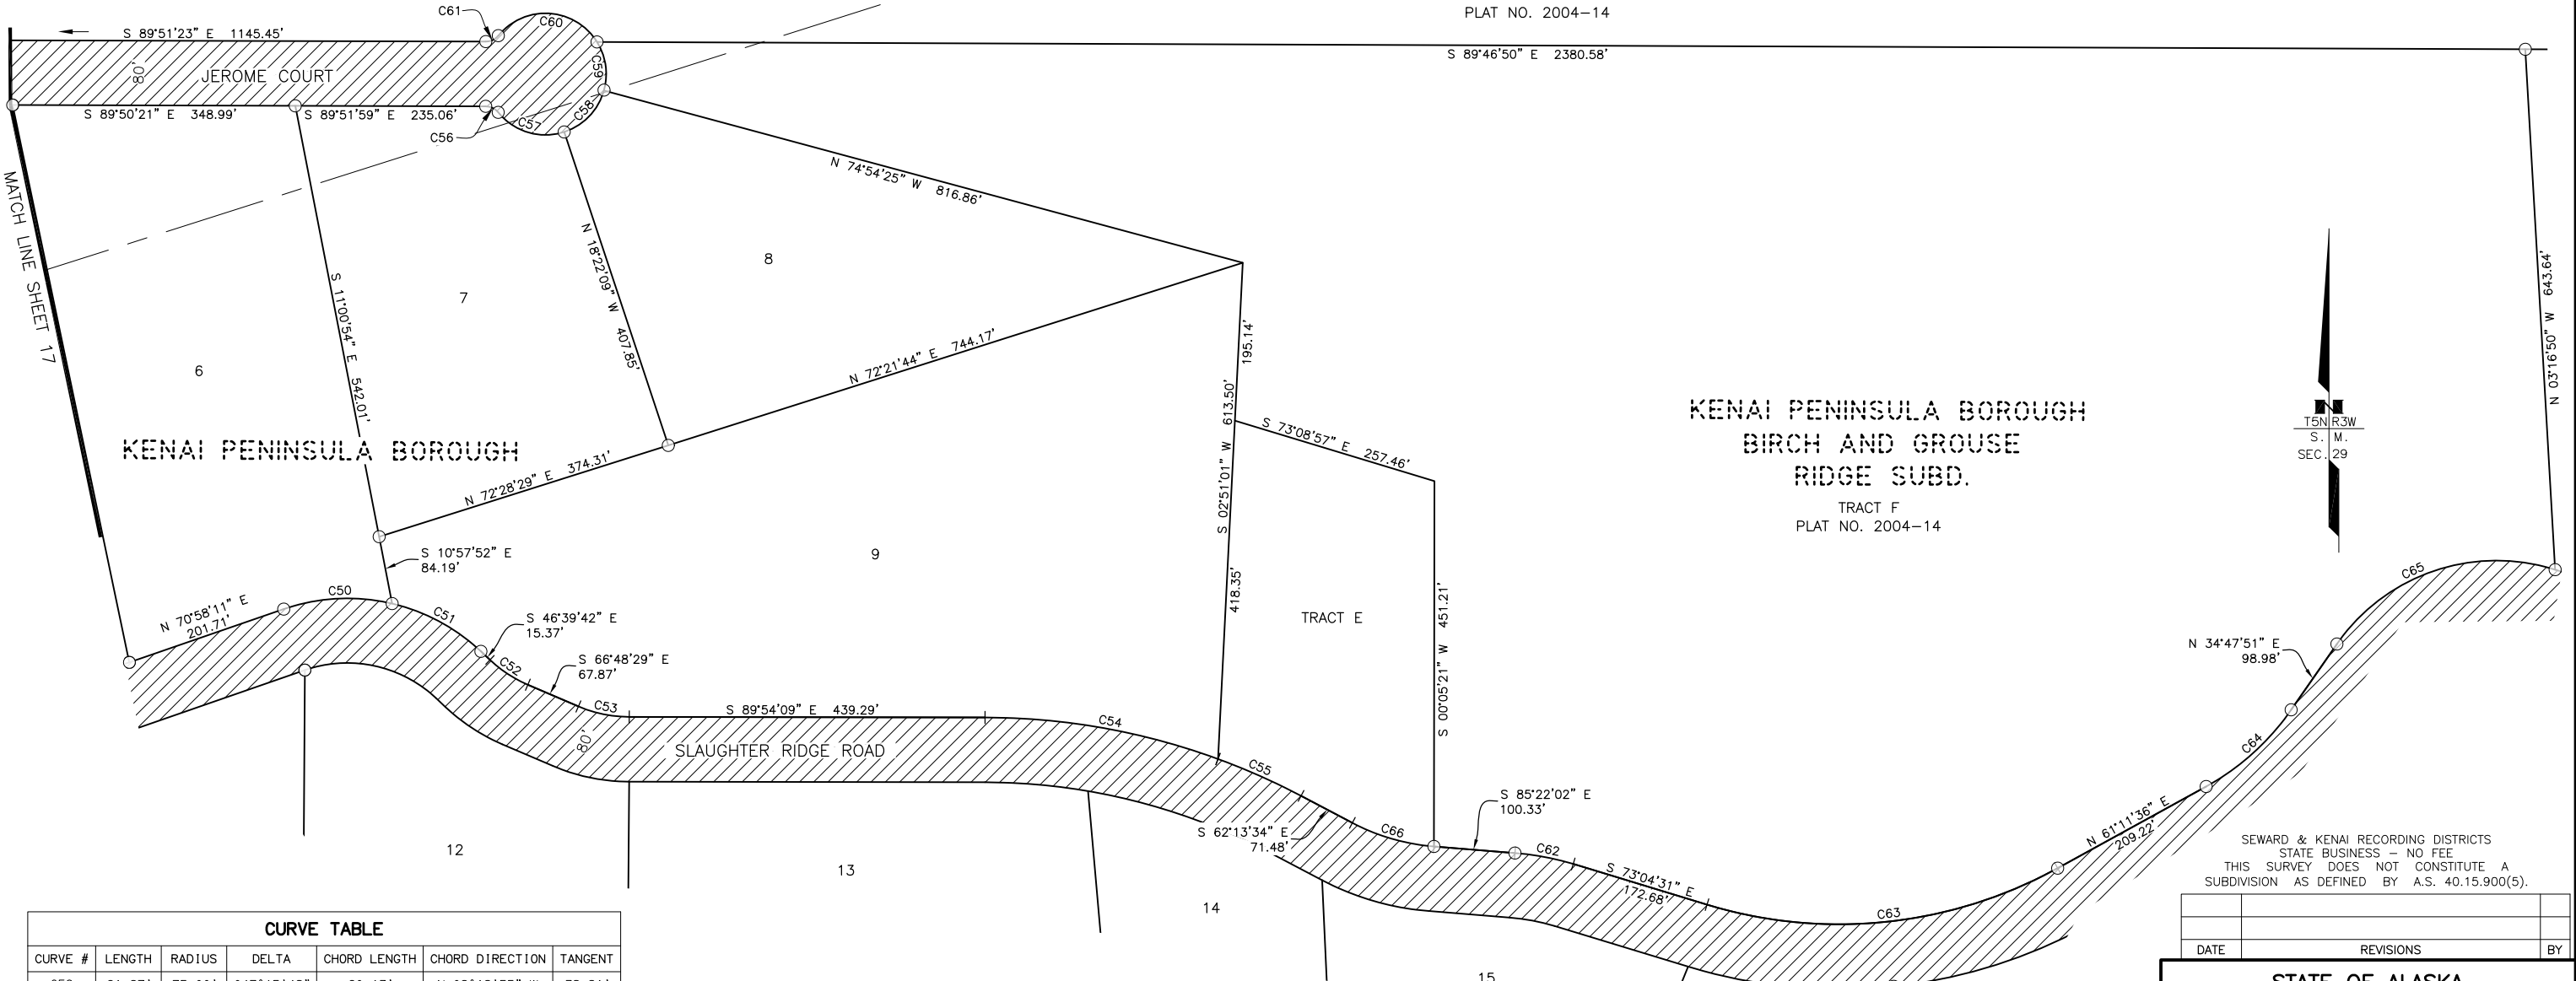 PLAT NO. 2004–14
C61
C60
S 89°51'23" E 1145.45'
S 89°46'50" E 2380.58'
80'
JEROME COURT
C59
C58
S 89°50'21" E 348.99'
S 89°51'59" E 235.06'
C57
C56
MATCH LINE SHEET 17
N 74°54'25" W 816.86'
N 18°22'09" W 407.85'
S 11°00'54" E 542.01'
8
7
6
N 03°16'50" W 643.64'
195.14'
N 72°21'44" E 744.17'
S 02°51'01" W 613.50'
S 73°08'57" E 257.46'
KENAI PENINSULA BOROUGH
N 72°28'29" E 374.31'
KENAI PENINSULA BOROUGH
BIRCH AND GROUSE
RIDGE SUBD.
TRACT F
PLAT NO. 2004–14
N
T5N R3W
S. M.
SEC. 29
S 10°57'52" E
84.19'
9
418.35'
TRACT E
S 00°05'21" W 451.21'
C65
N 70°58'11" E
201.71'
C50
C51
S 46°39'42" E
15.37'
C52
S 66°48'29" E
67.87'
C53
80'
S 89°54'09" E 439.29'
C54
SLAUGHTER RIDGE ROAD
C55
N 34°47'51" E
98.98'
C64
S 62°13'34" E
71.48'
C66
S 85°22'02" E
100.33'
C62
S 73°04'31" E
172.68'
C63
N 61°11'36" E
209.22'
12
13
14
15
SEWARD & KENAI RECORDING DISTRICTS
STATE BUSINESS – NO FEE
THIS SURVEY DOES NOT CONSTITUTE A
SUBDIVISION AS DEFINED BY A.S. 40.15.900(5).
DATE REVISIONS BY
STATE OF ALASKA
CURVE TABLE
CURVE # LENGTH RADIUS DELTA CHORD LENGTH CHORD DIRECTION TANGENT